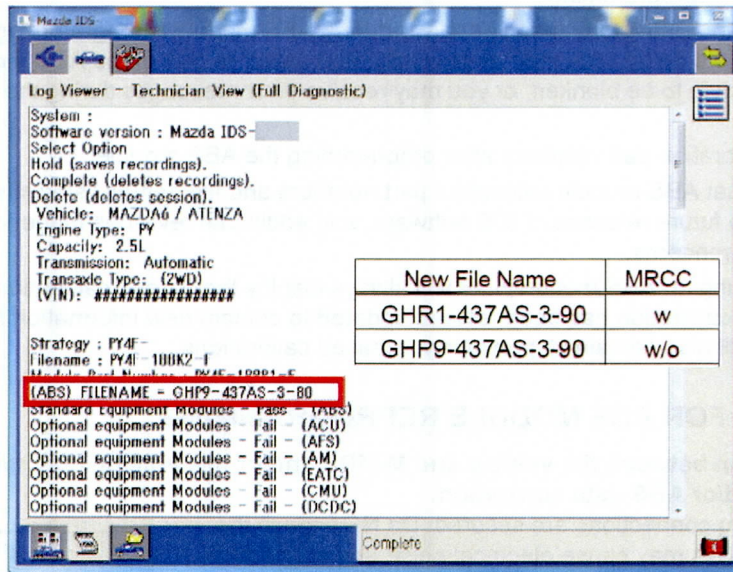 Mazda IDS
Log Viewer - Technician View (Full Diagnostic)
System :
Software version : Mazda IDS-
Select Option
Hold (saves recordings).
Complete (deletes recordings).
Delete (deletes session).
Vehicle: MAZDA6 / ATENZA
Engine Type: PY
Capacity: 2.5L
Transmission: Automatic
Transaxle Type: (2WD)
(VIN): #################
Strategy : PY4F-
Filename : PY4F-188K2-F
(ABS) FILENAME = GHP9-437AS-3-80
Standard Equipment Modules - Pass - (ABS)
Optional equipment Modules - Fail - (ACU)
Optional equipment Modules - Fail - (AFS)
Optional equipment Modules - Fail - (AM)
Optional equipment Modules - Fail - (EATC)
Optional equipment Modules - Fail - (CMU)
Optional equipment Modules - Fail - (DCDC)
New File Name MRCC
GHR1-437AS-3-90 w
GHP9-437AS-3-90 w/o
Complete